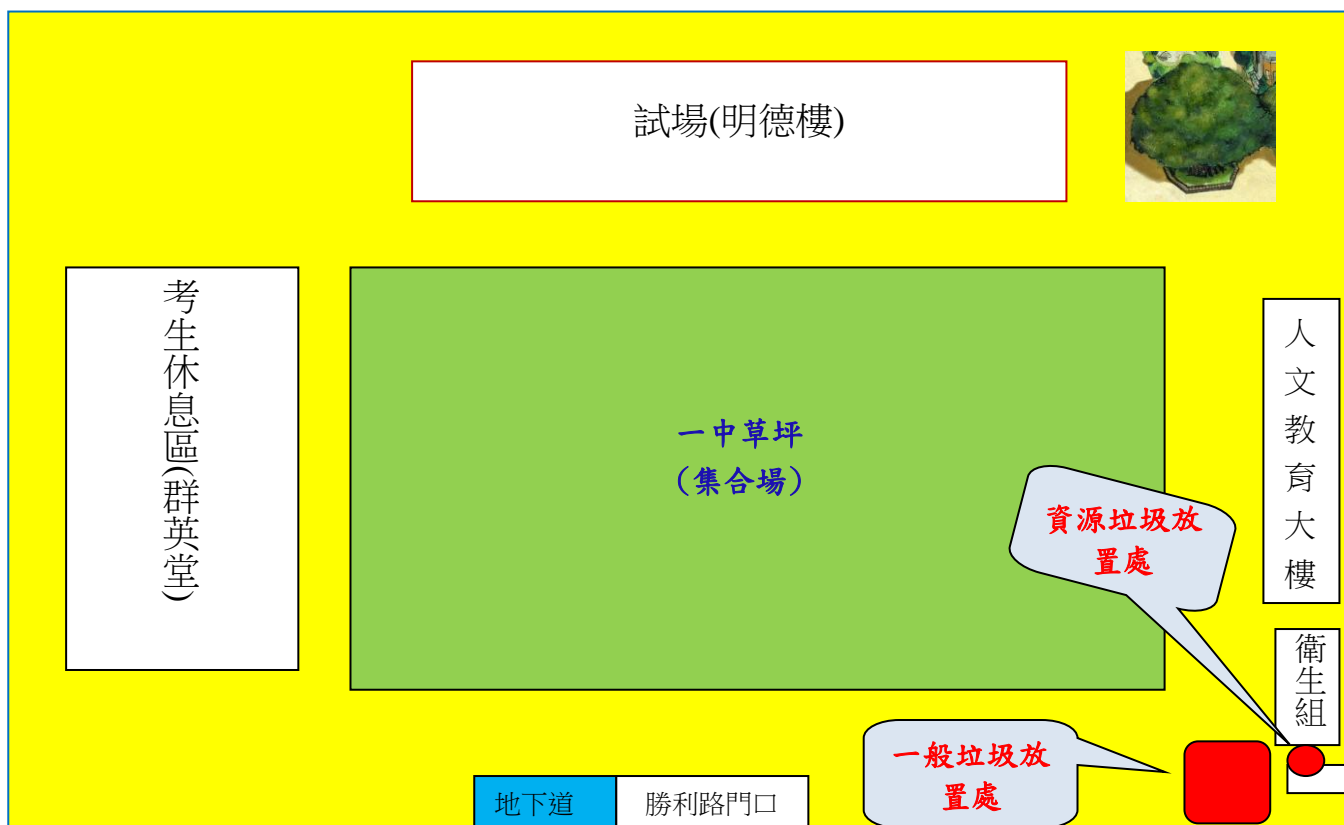 試場(明德樓)
考生休息區(群英堂)
一中草坪
(集合場)
人文教育大樓
資源垃圾放
置處
衛生組
一般垃圾放
置處
地下道
勝利路門口